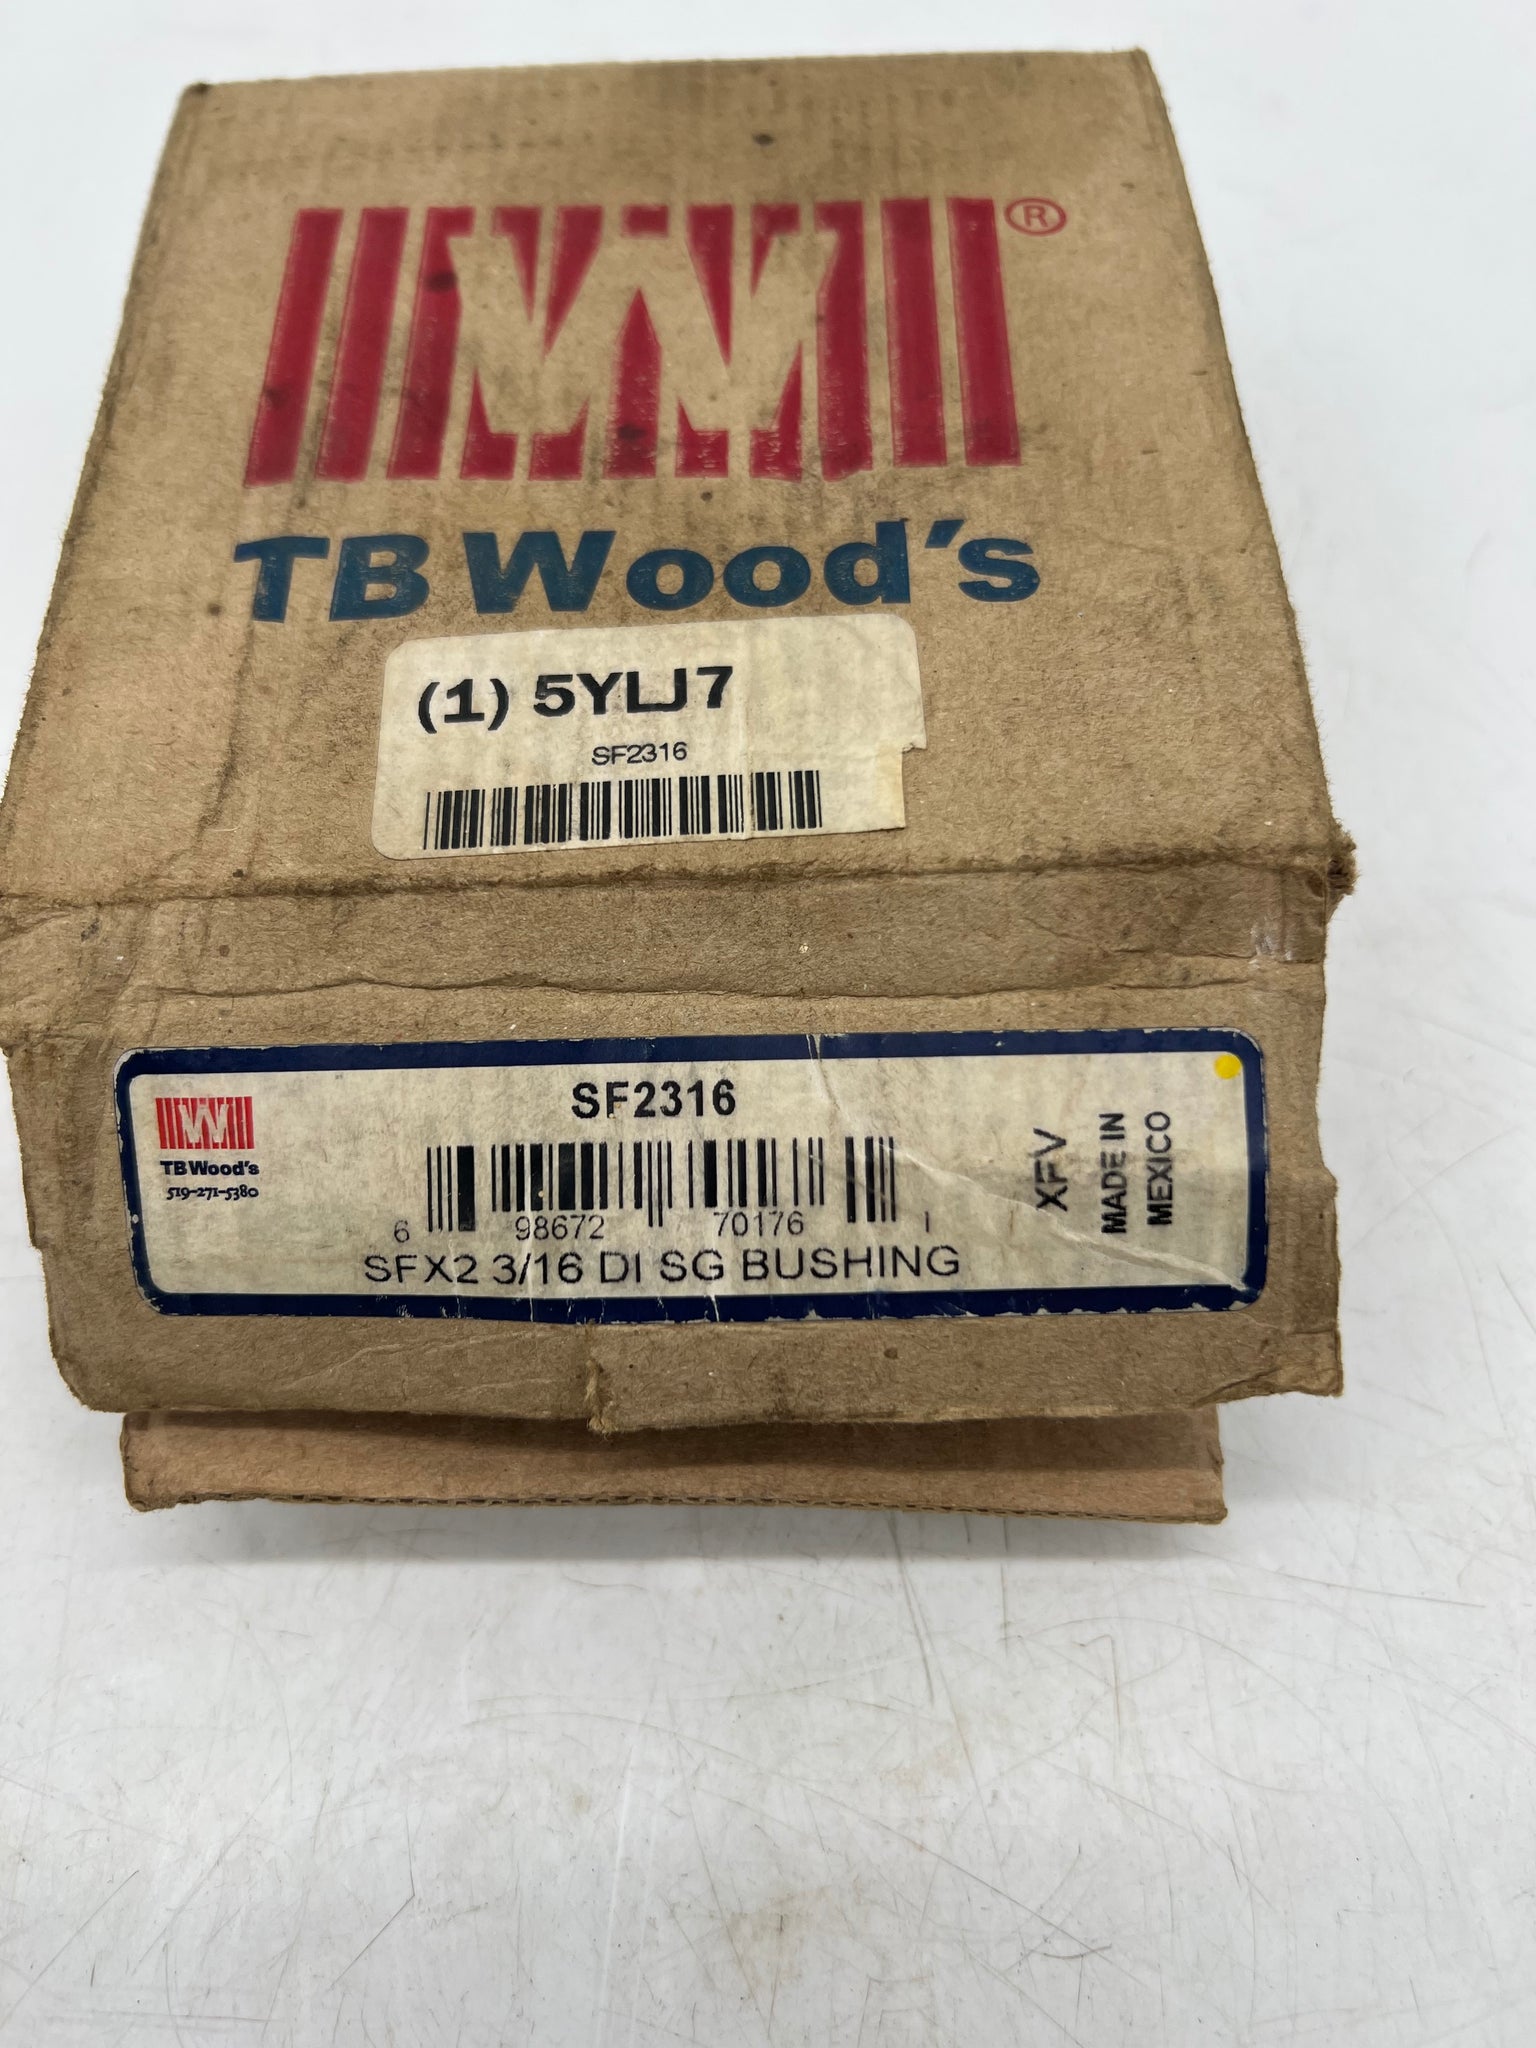 ®
TB Wood's
(1) 5YLJ7
SF2316
SF2316
TB Wood's
519-271-5380
6 98672 70176 1
SFX2 3/16 DI SG BUSHING
XFV
MADE IN
MEXICO